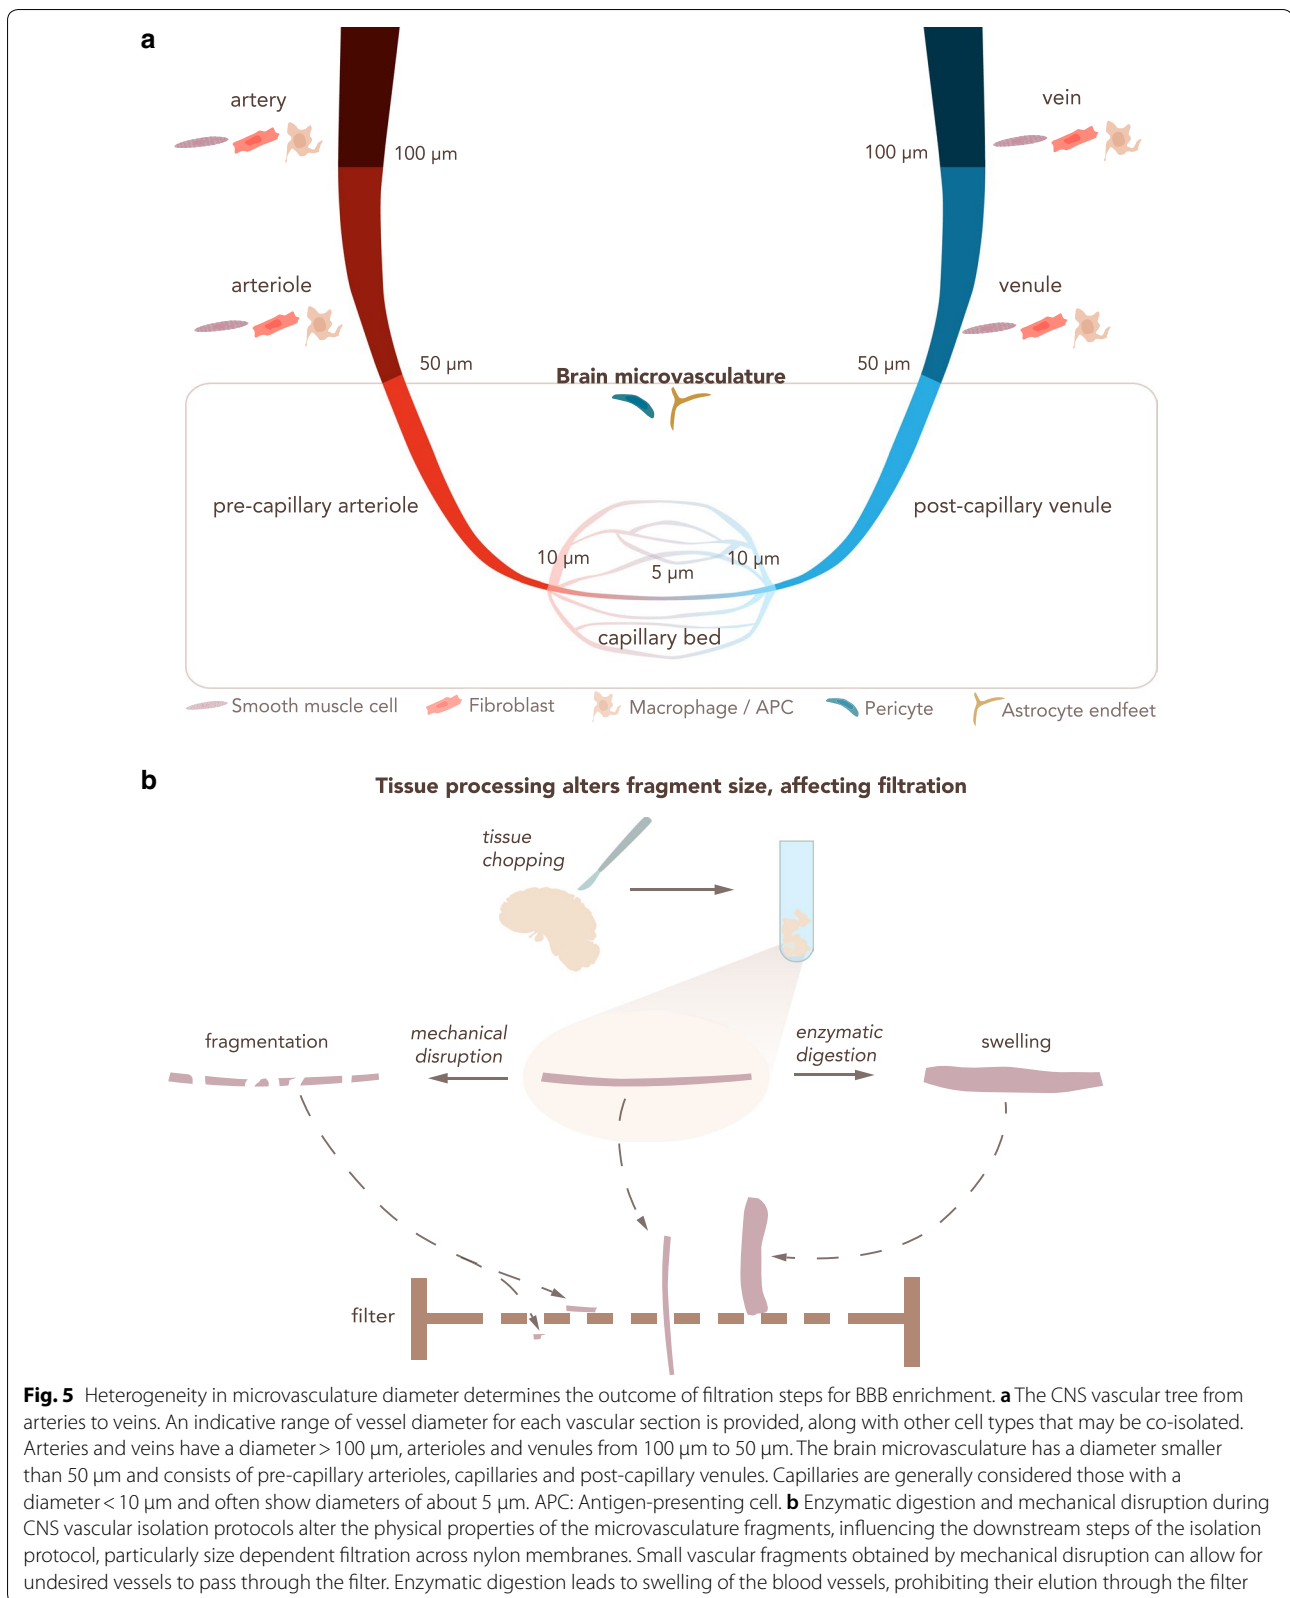 a
artery
vein
100 µm
100 µm
arteriole
venule
50 µm
50 µm
Brain microvasculature
pre-capillary arteriole
post-capillary venule
10 µm
10 µm
5 µm
capillary bed
Smooth muscle cell
Fibroblast
Macrophage / APC
Pericyte
Astrocyte endfeet
b
Tissue processing alters fragment size, affecting filtration
tissue
chopping
fragmentation
mechanical
disruption
enzymatic
digestion
swelling
filter
Fig. 5 Heterogeneity in microvasculature diameter determines the outcome of filtration steps for BBB enrichment. a The CNS vascular tree from
arteries to veins. An indicative range of vessel diameter for each vascular section is provided, along with other cell types that may be co-isolated.
Arteries and veins have a diameter > 100 µm, arterioles and venules from 100 µm to 50 µm. The brain microvasculature has a diameter smaller
than 50 µm and consists of pre-capillary arterioles, capillaries and post-capillary venules. Capillaries are generally considered those with a
diameter < 10 µm and often show diameters of about 5 µm. APC: Antigen-presenting cell. b Enzymatic digestion and mechanical disruption during
CNS vascular isolation protocols alter the physical properties of the microvasculature fragments, influencing the downstream steps of the isolation
protocol, particularly size dependent filtration across nylon membranes. Small vascular fragments obtained by mechanical disruption can allow for
undesired vessels to pass through the filter. Enzymatic digestion leads to swelling of the blood vessels, prohibiting their elution through the filter